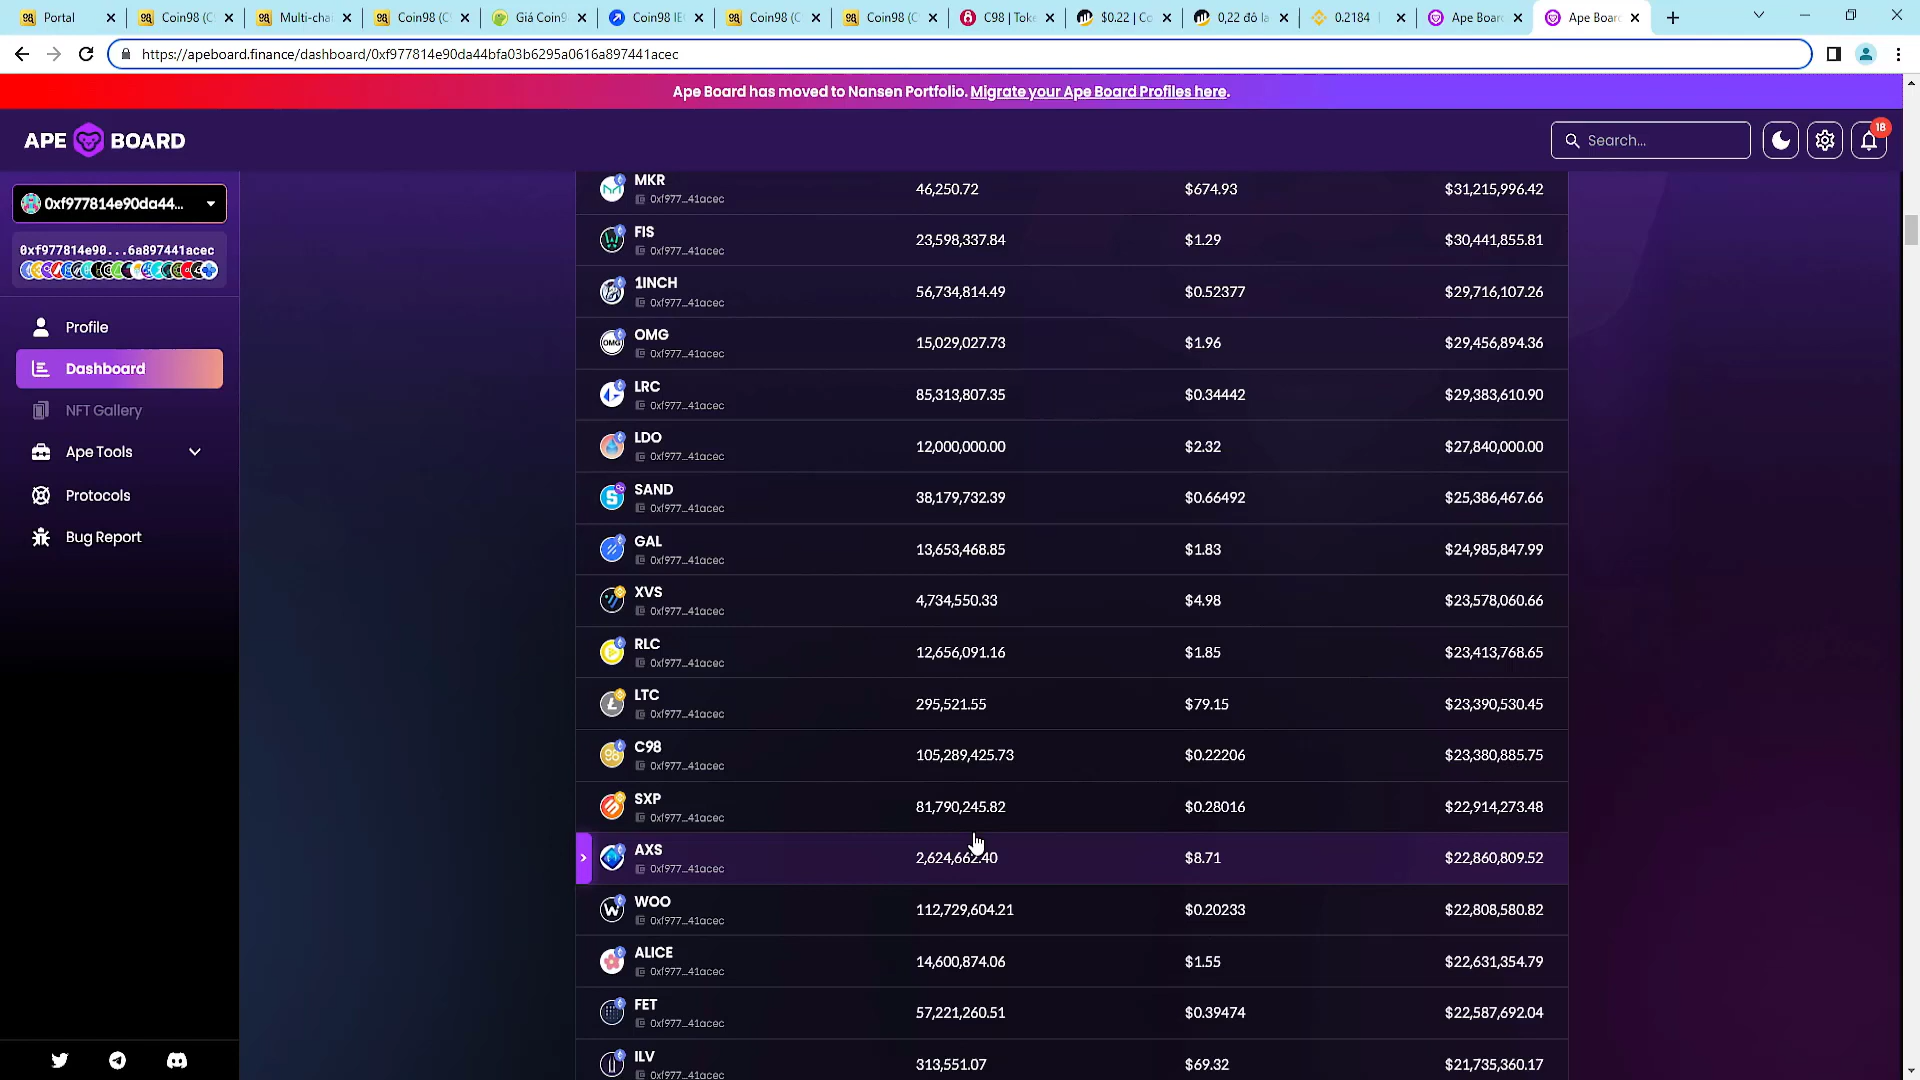 Portal
Coin98 (C
Multi-chai
Coin98 (C
Giá Coin9
Coin98 IE
Coin98 (C
Coin98 (C
C98 | Toke
$0.22 | Co
0,22 đô la
0.2184
Ape Board
Ape Board
https://apeboard.finance/dashboard/0xf977814e90da44bfa03b6295a0616a897441acec
Ape Board has moved to Nansen Portfolio. Migrate your Ape Board Profiles here.
APE BOARD
Search...
18
0xf977814e90da44...
0xf977814e90...6a897441acec
Profile
Dashboard
NFT Gallery
Ape Tools
Protocols
Bug Report
MKR 46,250.72 $674.93 $31,215,996.42
0xf977...41acec
FIS 23,598,337.84 $1.29 $30,441,855.81
0xf977...41acec
1INCH 56,734,814.49 $0.52377 $29,716,107.26
0xf977...41acec
OMG 15,029,027.73 $1.96 $29,456,894.36
0xf977...41acec
LRC 85,313,807.35 $0.34442 $29,383,610.90
0xf977...41acec
LDO 12,000,000.00 $2.32 $27,840,000.00
0xf977...41acec
SAND 38,179,732.39 $0.66492 $25,386,467.66
0xf977...41acec
GAL 13,653,468.85 $1.83 $24,985,847.99
0xf977...41acec
XVS 4,734,550.33 $4.98 $23,578,060.66
0xf977...41acec
RLC 12,656,091.16 $1.85 $23,413,768.65
0xf977...41acec
LTC 295,521.55 $79.15 $23,390,530.45
0xf977...41acec
C98 105,289,425.73 $0.22206 $23,380,885.75
0xf977...41acec
SXP 81,790,245.82 $0.28016 $22,914,273.48
0xf977...41acec
AXS 2,624,662.40 $8.71 $22,860,809.52
0xf977...41acec
WOO 112,729,604.21 $0.20233 $22,808,580.82
0xf977...41acec
ALICE 14,600,874.06 $1.55 $22,631,354.79
0xf977...41acec
FET 57,221,260.51 $0.39474 $22,587,692.04
0xf977...41acec
ILV 313,551.07 $69.32 $21,735,360.17
0xf977...41acec